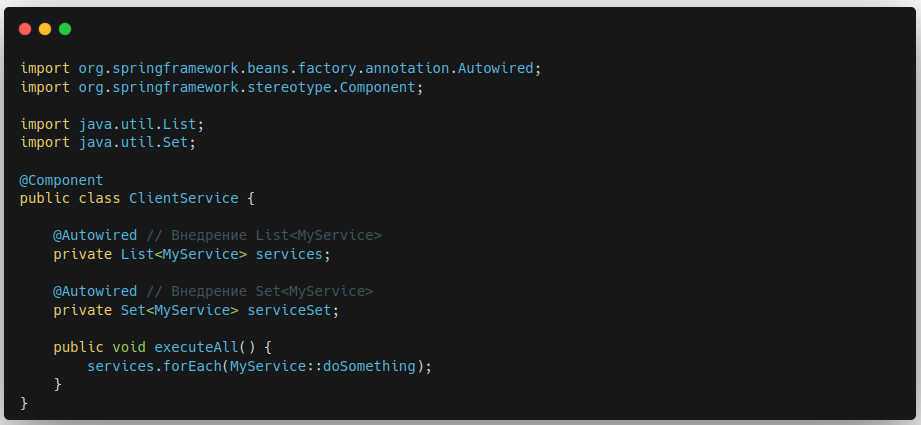 import org.springframework.beans.factory.annotation.Autowired;
import org.springframework.stereotype.Component;

import java.util.List;
import java.util.Set;

@Component
public class ClientService {

    @Autowired // Внедрение List<MyService>
    private List<MyService> services;

    @Autowired // Внедрение Set<MyService>
    private Set<MyService> serviceSet;

    public void executeAll() {
        services.forEach(MyService::doSomething);
    }
}